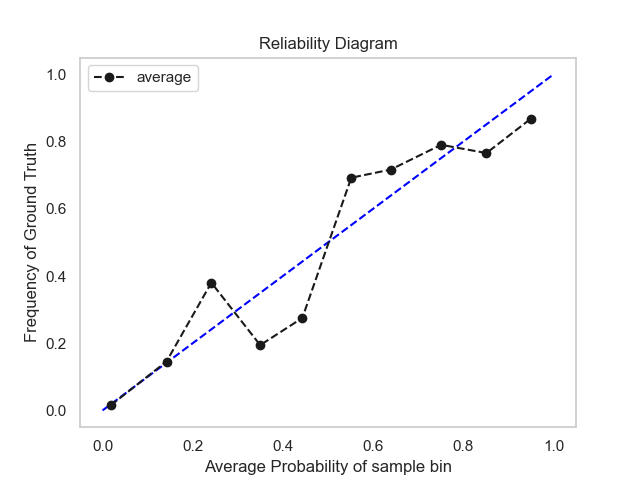 Reliability Diagram
average
Frequency of Ground Truth
1.0
0.8
0.6
0.4
0.2
0.0
0.0 0.2 0.4 0.6 0.8 1.0
Average Probability of sample bin